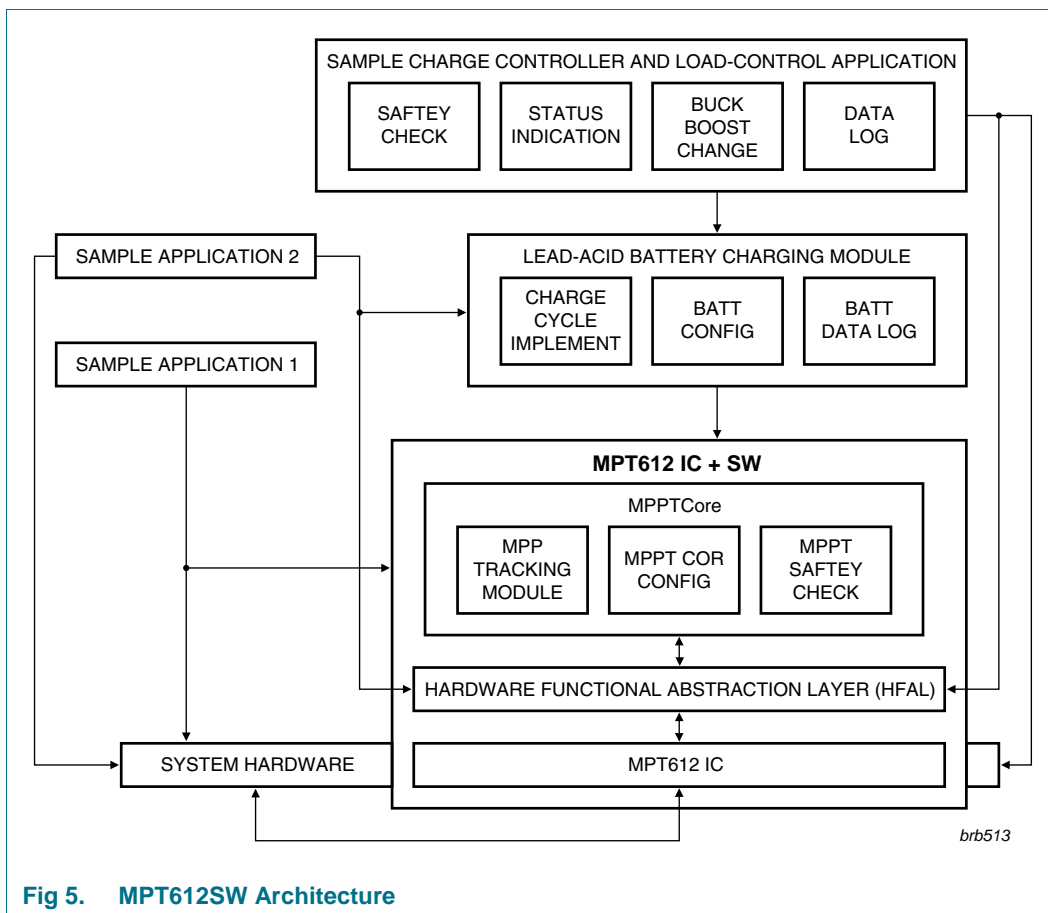 SAMPLE CHARGE CONTROLLER AND LOAD-CONTROL APPLICATION
SAFTEY
CHECK
STATUS
INDICATION
BUCK
BOOST
CHANGE
DATA
LOG
SAMPLE APPLICATION 2
LEAD-ACID BATTERY CHARGING MODULE
CHARGE
CYCLE
IMPLEMENT
BATT
CONFIG
BATT
DATA LOG
SAMPLE APPLICATION 1
MPT612 IC + SW
MPPTCore
MPP
TRACKING
MODULE
MPPT COR
CONFIG
MPPT
SAFTEY
CHECK
HARDWARE FUNCTIONAL ABSTRACTION LAYER (HFAL)
SYSTEM HARDWARE
MPT612 IC
brb513
Fig 5. MPT612SW Architecture